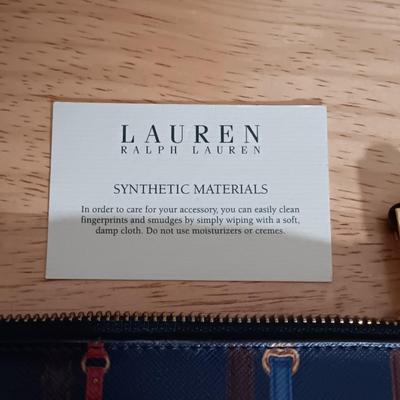 LAUREN
RALPH LAUREN
SYNTHETIC MATERIALS
In order to care for your accessory, you can easily clean
fingerprints and smudges by simply wiping with a soft,
damp cloth. Do not use moisturizers or cremes.